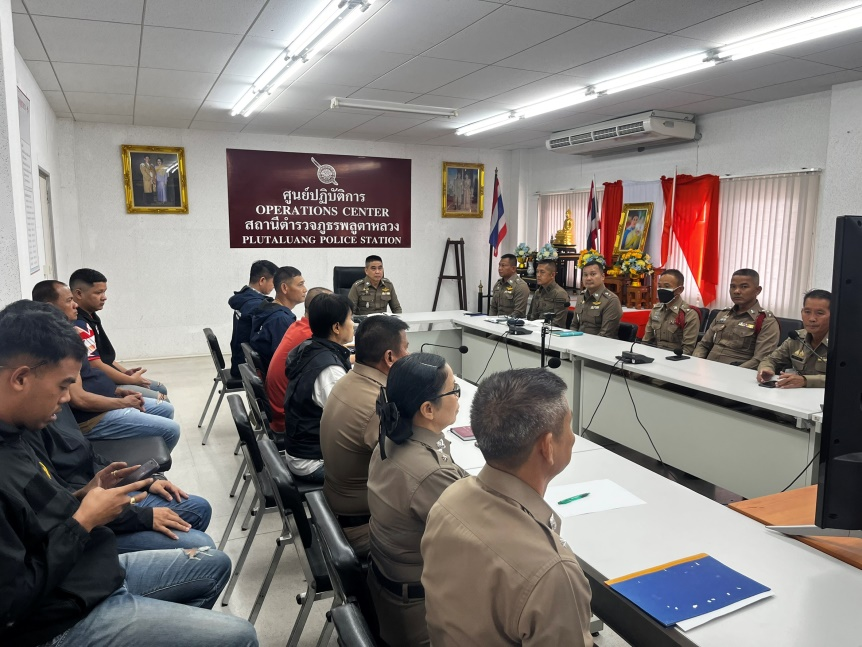 ศูนย์ปฏิบัติการ
OPERATIONS CENTER
สถานีตำรวจภูธรพลูตาหลวง
PLUTALUANG POLICE STATION